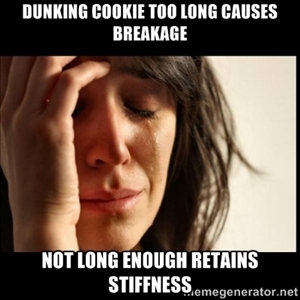 DUNKING COOKIE TOO LONG CAUSES
BREAKAGE
NOT LONG ENOUGH RETAINS
STIFFNESS
memegenerator.net